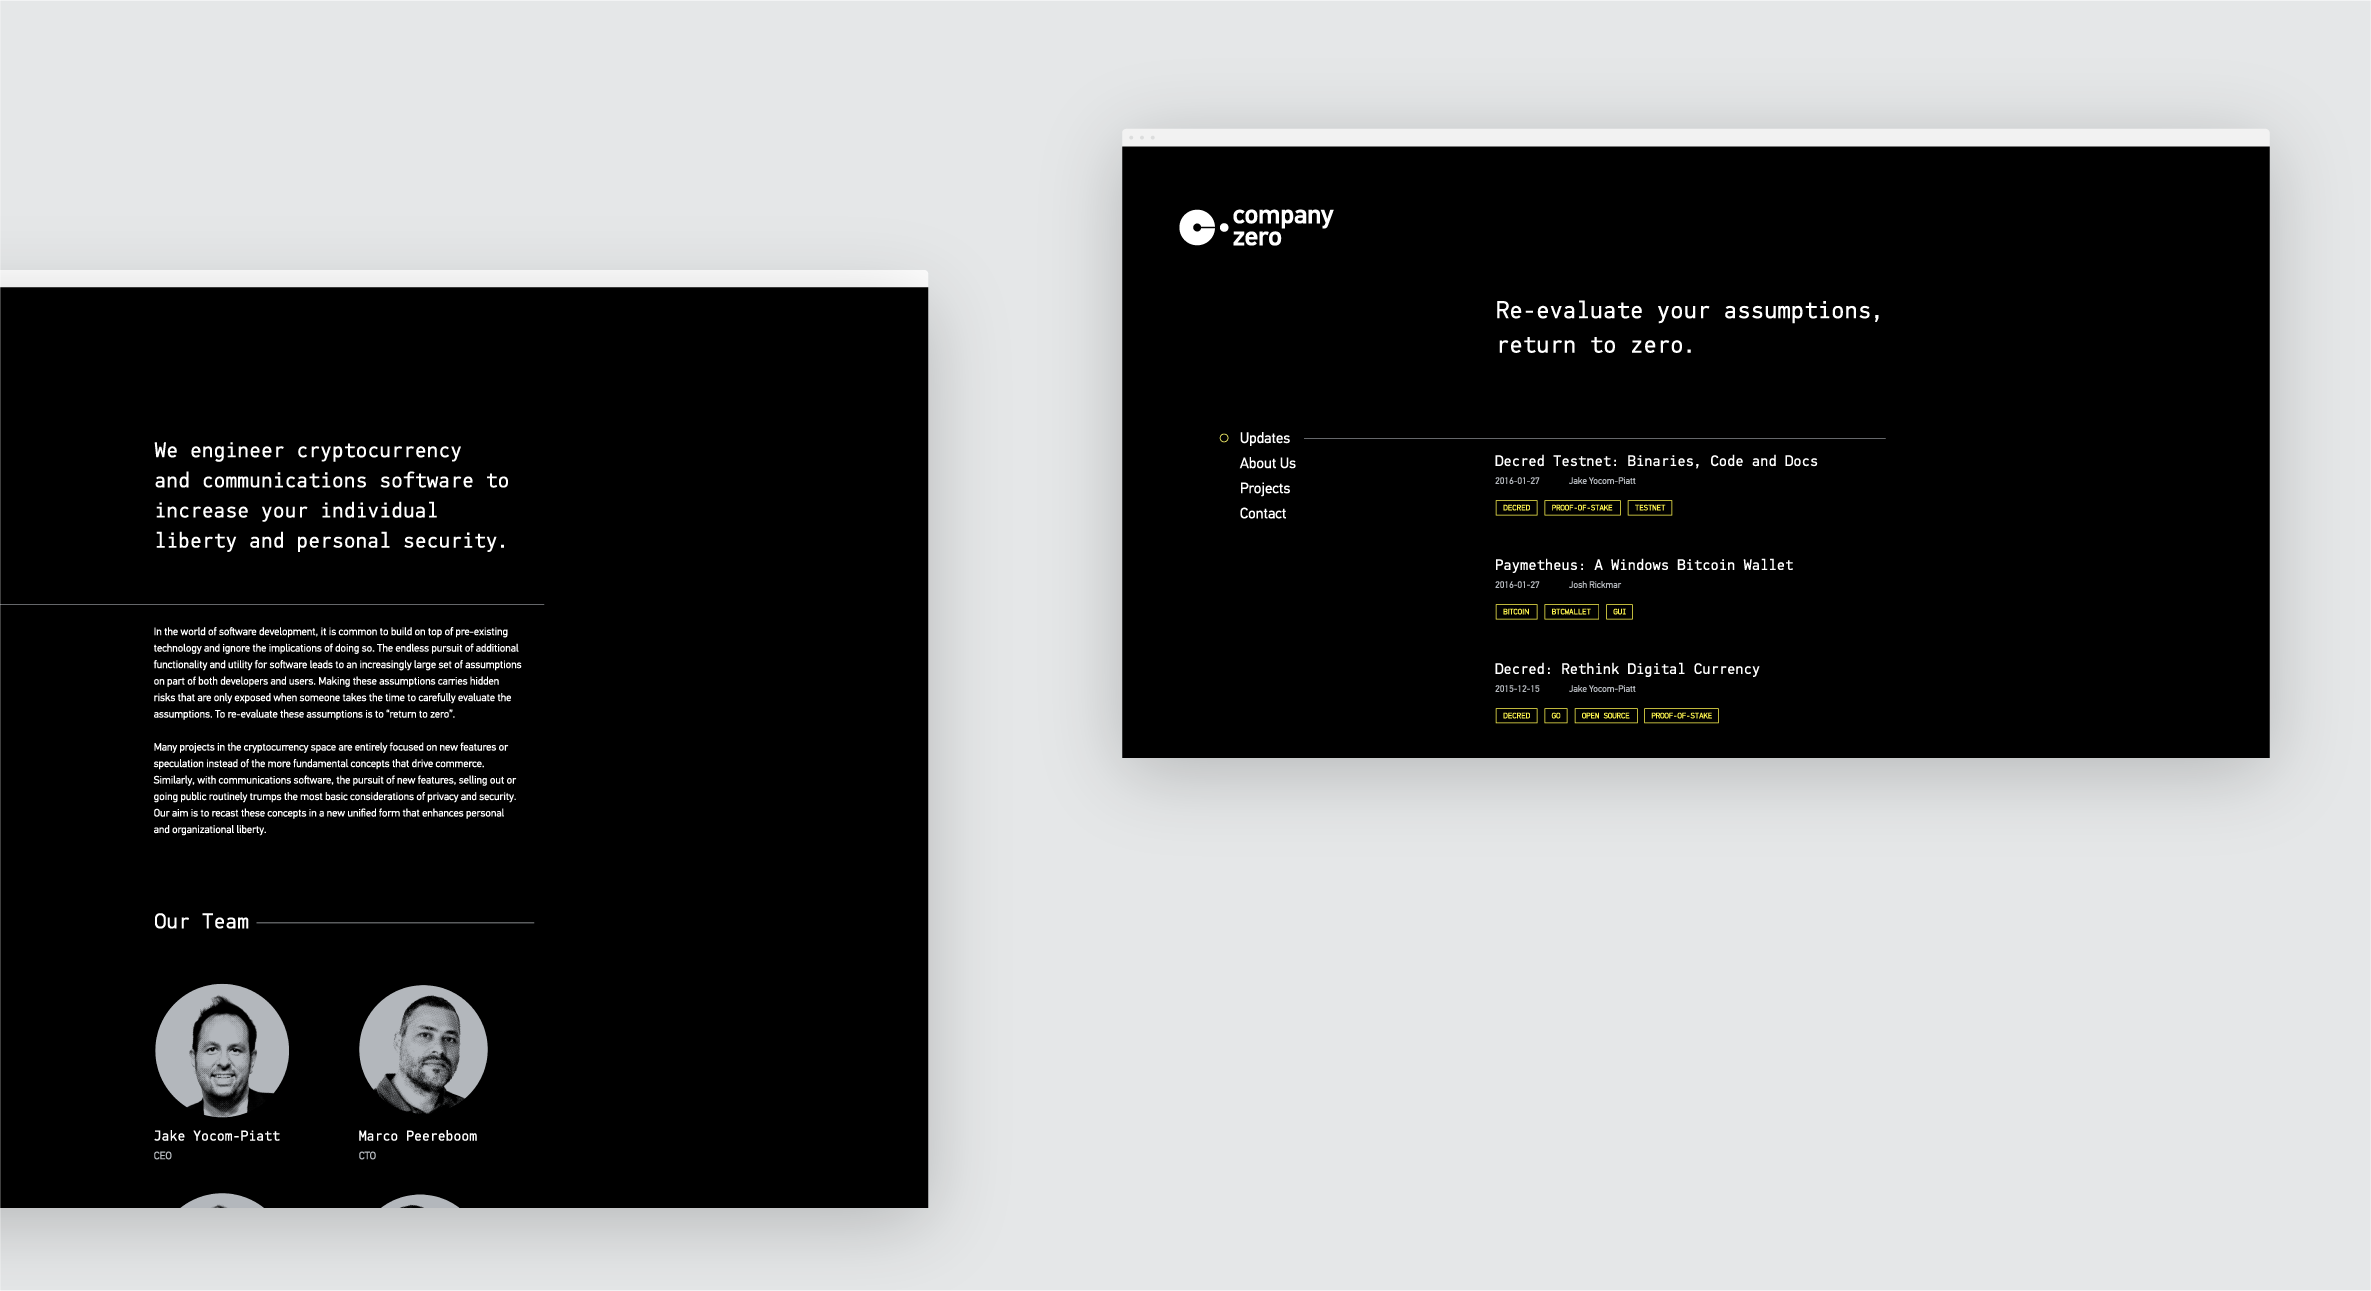 We engineer cryptocurrency
and communications software to
increase your individual
liberty and personal security.
In the world of software development, it is common to build on top of pre-existing
technology and ignore the implications of doing so. The endless pursuit of additional
functionality and utility for software leads to an increasingly large set of assumptions
on part of both developers and users. Making these assumptions carries hidden
risks that are only exposed when someone takes the time to carefully evaluate the
assumptions. To re-evaluate these assumptions is to “return to zero”.
Many projects in the cryptocurrency space are entirely focused on new features or
speculation instead of the more fundamental concepts that drive commerce.
Similarly, with communications software, the pursuit of new features, selling out or
going public routinely trumps the most basic considerations of privacy and security.
Our aim is to recast these concepts in a new unified form that enhances personal
and organizational liberty.
Our Team
Jake Yocom-Piatt
CEO
Marco Peereboom
CTO
company
zero
Re-evaluate your assumptions,
return to zero.
Updates
About Us
Projects
Contact
Decred Testnet: Binaries, Code and Docs
2016-01-27 Jake Yocom-Piatt
DECRED PROOF-OF-STAKE TESTNET
Paymetheus: A Windows Bitcoin Wallet
2016-01-27 Josh Rickmar
BITCOIN BTCWALLET GUI
Decred: Rethink Digital Currency
2015-12-15 Jake Yocom-Piatt
DECRED GO OPEN SOURCE PROOF-OF-STAKE